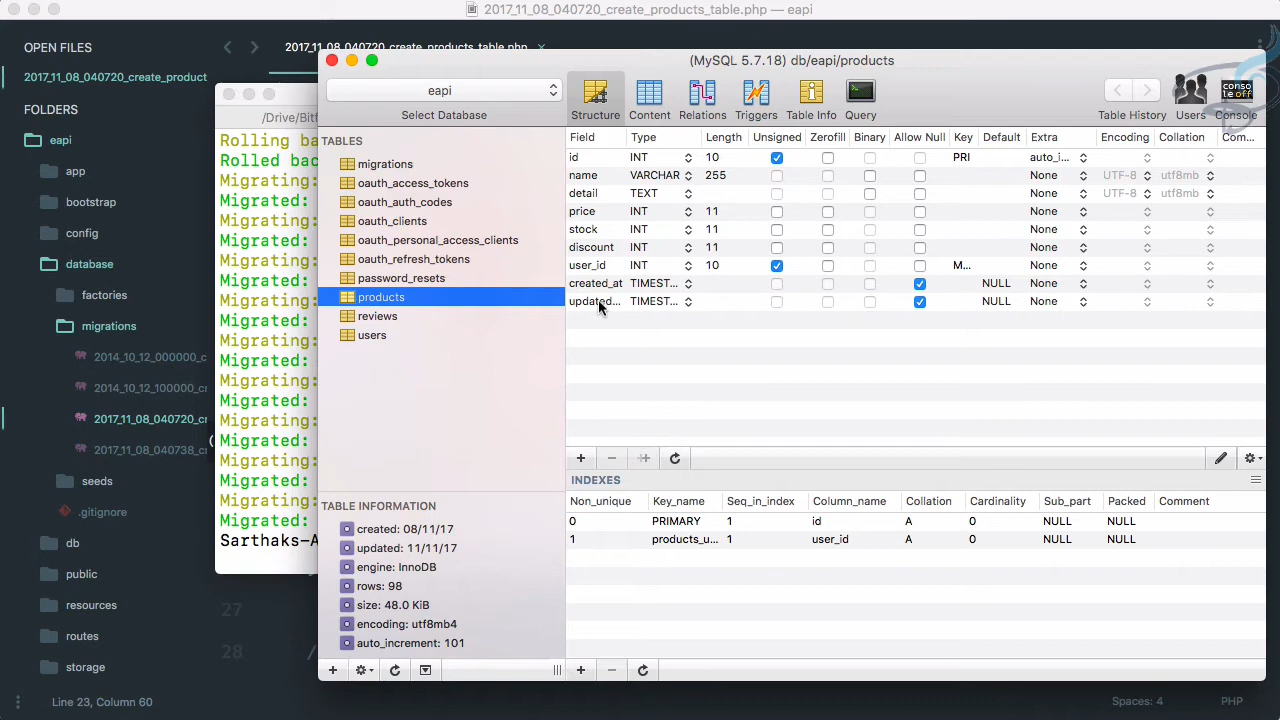 2017_11_08_040720_create_products_table.php — eapi
OPEN FILES
2017_11_08_040720_create_product
FOLDERS
eapi
app
bootstrap
config
database
factories
migrations
2014_10_12_000000_c
2014_10_12_100000_c
2017_11_08_040720_cr
2017_11_08_040738_c
seeds
.gitignore
db
public
resources
routes
storage
Line 23, Column 60
2017_11_08_040720_create_products_table.php
/Drive/Bitf
Rolling ba
Rolled bac
Migrating:
Migrated:
Migrating:
Migrated:
Migrating:
Migrated:
Migrating:
Migrated:
Migrating:
Migrated:
Migrating:
Migrated:
Migrating:
Migrated:
Migrating:
Migrated:
Migrating:
Migrated:
Sarthaks-A
27
28 /
(MySQL 5.7.18) db/eapi/products
eapi
Select Database
Structure Content Relations Triggers Table Info Query
Table History Users Console
conso
le off
TABLES
migrations
oauth_access_tokens
oauth_auth_codes
oauth_clients
oauth_personal_access_clients
oauth_refresh_tokens
password_resets
products
reviews
users
TABLE INFORMATION
created: 08/11/17
updated: 11/11/17
engine: InnoDB
rows: 98
size: 48.0 KiB
encoding: utf8mb4
auto_increment: 101
Field Type Length Unsigned Zerofill Binary Allow Null Key Default Extra Encoding Collation Com...
id INT 10 PRI auto_i...
name VARCHAR 255 None UTF-8 utf8mb
detail TEXT None UTF-8 utf8mb
price INT 11 None
stock INT 11 None
discount INT 11 None
user_id INT 10 M... None
created_at TIMEST... NULL None
updated... TIMEST... NULL None
INDEXES
Non_unique Key_name Seq_in_index Column_name Collation Cardinality Sub_part Packed Comment
0 PRIMARY 1 id A 0 NULL NULL
1 products_u... 1 user_id A 0 NULL NULL
Spaces: 4 PHP